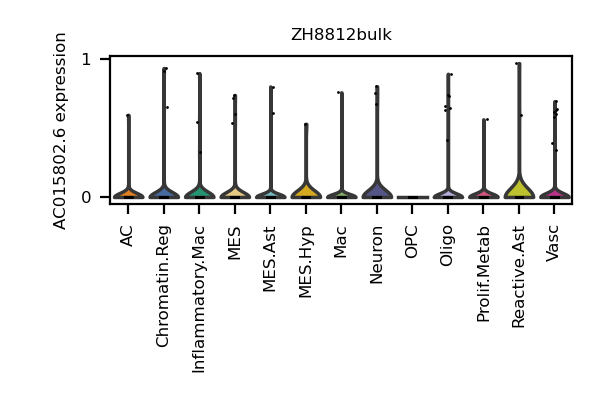 ZH8812bulk
AC015802.6 expression
1
0
AC
Chromatin.Reg
Inflammatory.Mac
MES
MES.Ast
MES.Hyp
Mac
Neuron
OPC
Oligo
Prolif.Metab
Reactive.Ast
Vasc